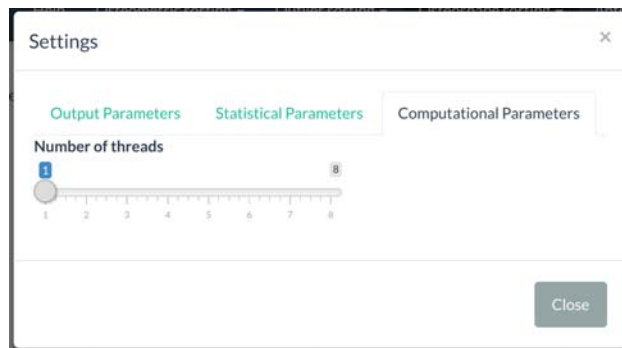 Settings
×
Output Parameters Statistical Parameters Computational Parameters
Number of threads
1 8
1 2 3 4 5 6 7 8
Close